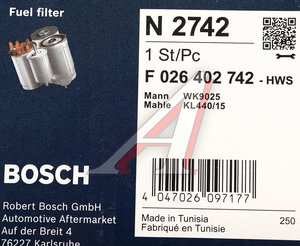 Fuel filter
N 2742
1 St/Pc
F 026 402 742 - HWS
Mann WK9025
Mahle KL440/15
BOSCH
4 047026 097177
Robert Bosch GmbH
Automotive Aftermarket
Auf der Breit 4
76227 Karlsruhe
Made in Tunisia
Fabriqué en Tunisie
250